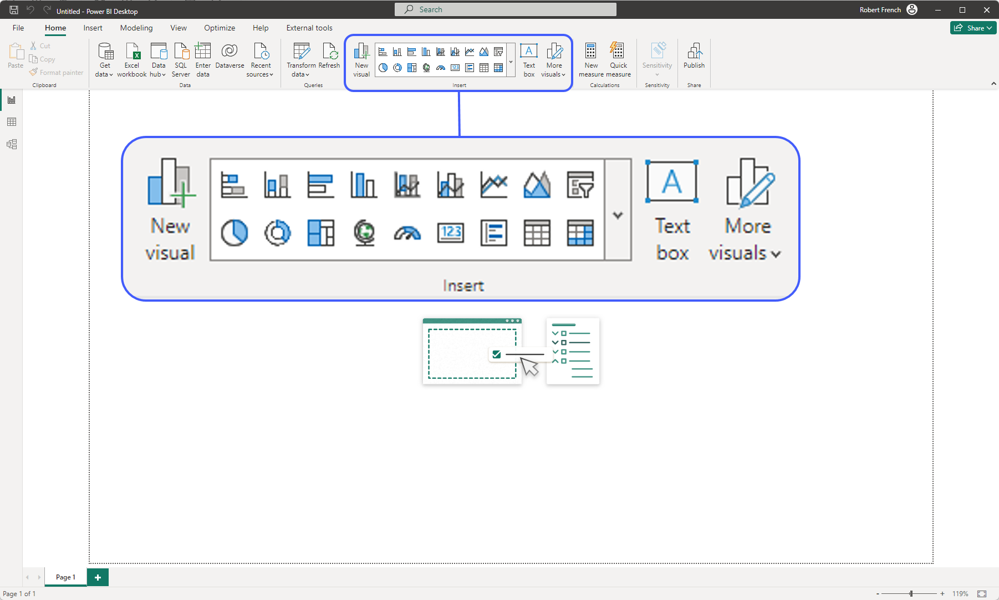 Untitled - Power BI Desktop
Search
Robert French
File Home Insert Modeling View Optimize Help External tools
Share
Paste
Cut
Copy
Format painter
Clipboard
Get data
Excel workbook
Data hub
SQL Server
Enter data
Dataverse
Recent sources
Data
Transform data
Refresh
Queries
New visual
123
A
Text box
More visuals
Insert
New measure
Quick measure
Calculations
Sensitivity
Sensitivity
Publish
Share
New
visual
123
A
Text
box
More
visuals
Insert
Page 1
Page 1 of 1
- + 119%